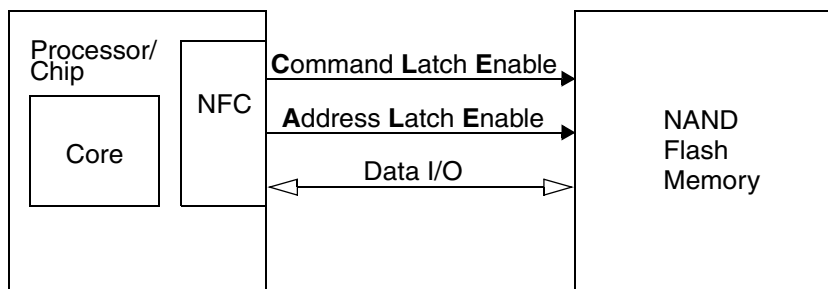 Processor/
Chip
Core
NFC
Command Latch Enable
Address Latch Enable
Data I/O
NAND
Flash
Memory